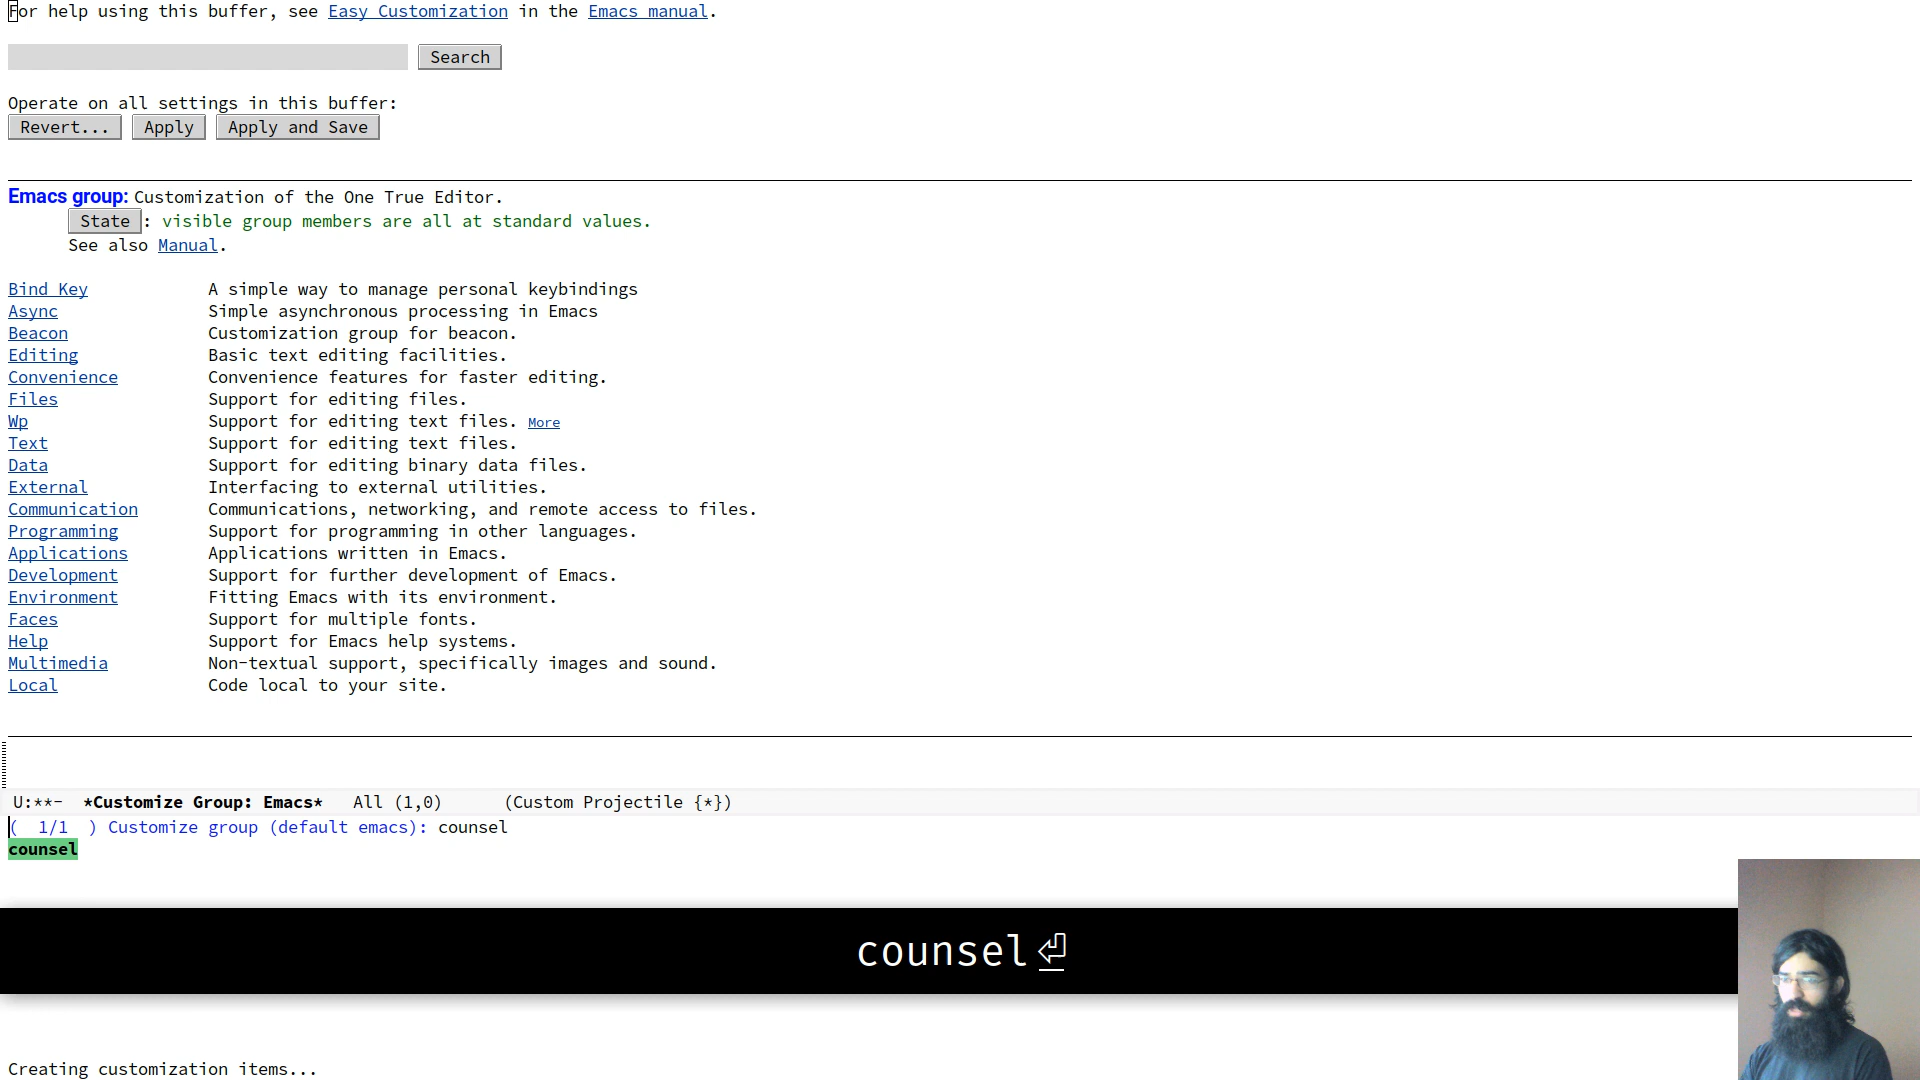 For help using this buffer, see Easy Customization in the Emacs manual.
Search
Operate on all settings in this buffer:
Revert... Apply Apply and Save
Emacs group: Customization of the One True Editor.
State : visible group members are all at standard values.
See also Manual.
Bind Key A simple way to manage personal keybindings
Async Simple asynchronous processing in Emacs
Beacon Customization group for beacon.
Editing Basic text editing facilities.
Convenience Convenience features for faster editing.
Files Support for editing files.
Wp Support for editing text files. More
Text Support for editing text files.
Data Support for editing binary data files.
External Interfacing to external utilities.
Communication Communications, networking, and remote access to files.
Programming Support for programming in other languages.
Applications Applications written in Emacs.
Development Support for further development of Emacs.
Environment Fitting Emacs with its environment.
Faces Support for multiple fonts.
Help Support for Emacs help systems.
Multimedia Non-textual support, specifically images and sound.
Local Code local to your site.
U:**- *Customize Group: Emacs* All (1,0) (Custom Projectile {*})
( 1/1 ) Customize group (default emacs): counsel
counsel
counsel⏎
Creating customization items...